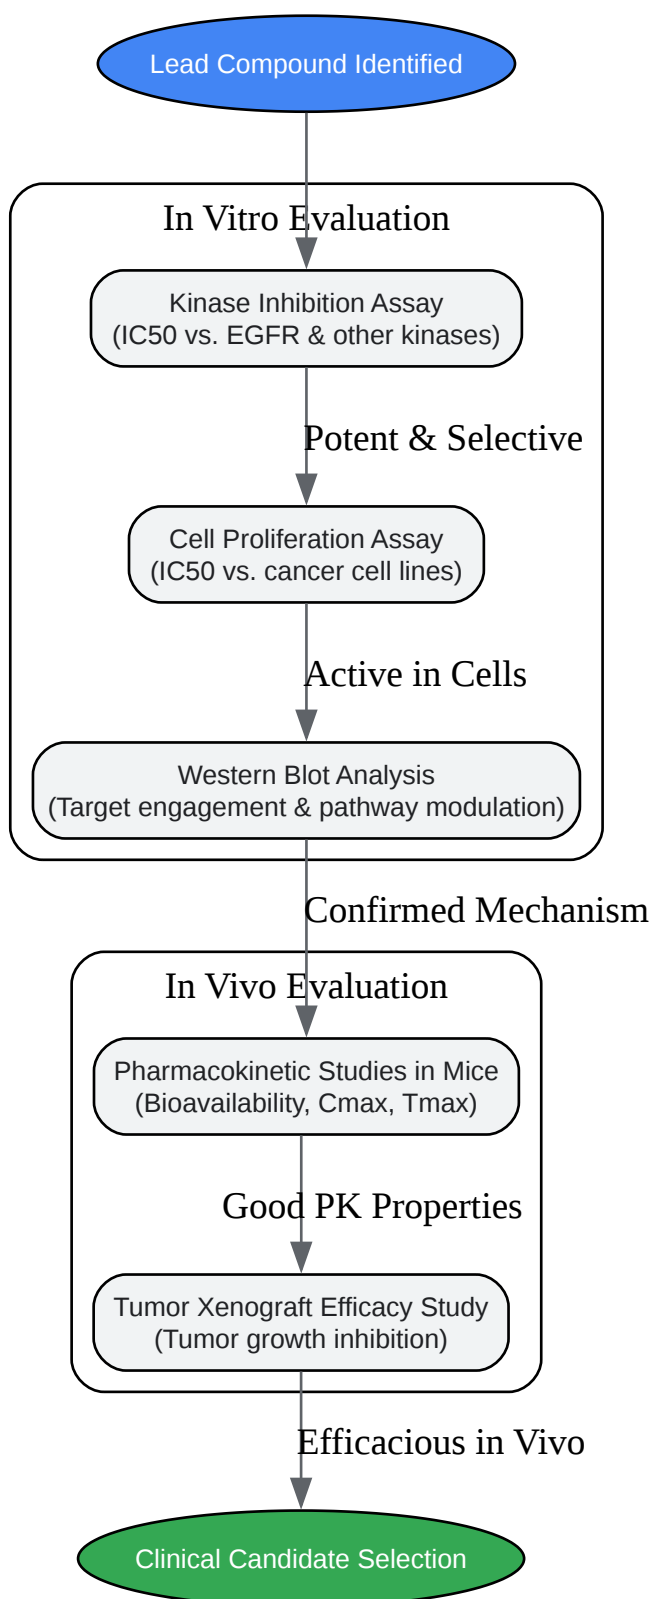 Lead Compound Identified
In Vitro Evaluation
Kinase Inhibition Assay
(IC50 vs. EGFR & other kinases)
Potent & Selective
Cell Proliferation Assay
(IC50 vs. cancer cell lines)
Active in Cells
Western Blot Analysis
(Target engagement & pathway modulation)
Confirmed Mechanism
In Vivo Evaluation
Pharmacokinetic Studies in Mice
(Bioavailability, Cmax, Tmax)
Good PK Properties
Tumor Xenograft Efficacy Study
(Tumor growth inhibition)
Efficacious in Vivo
Clinical Candidate Selection